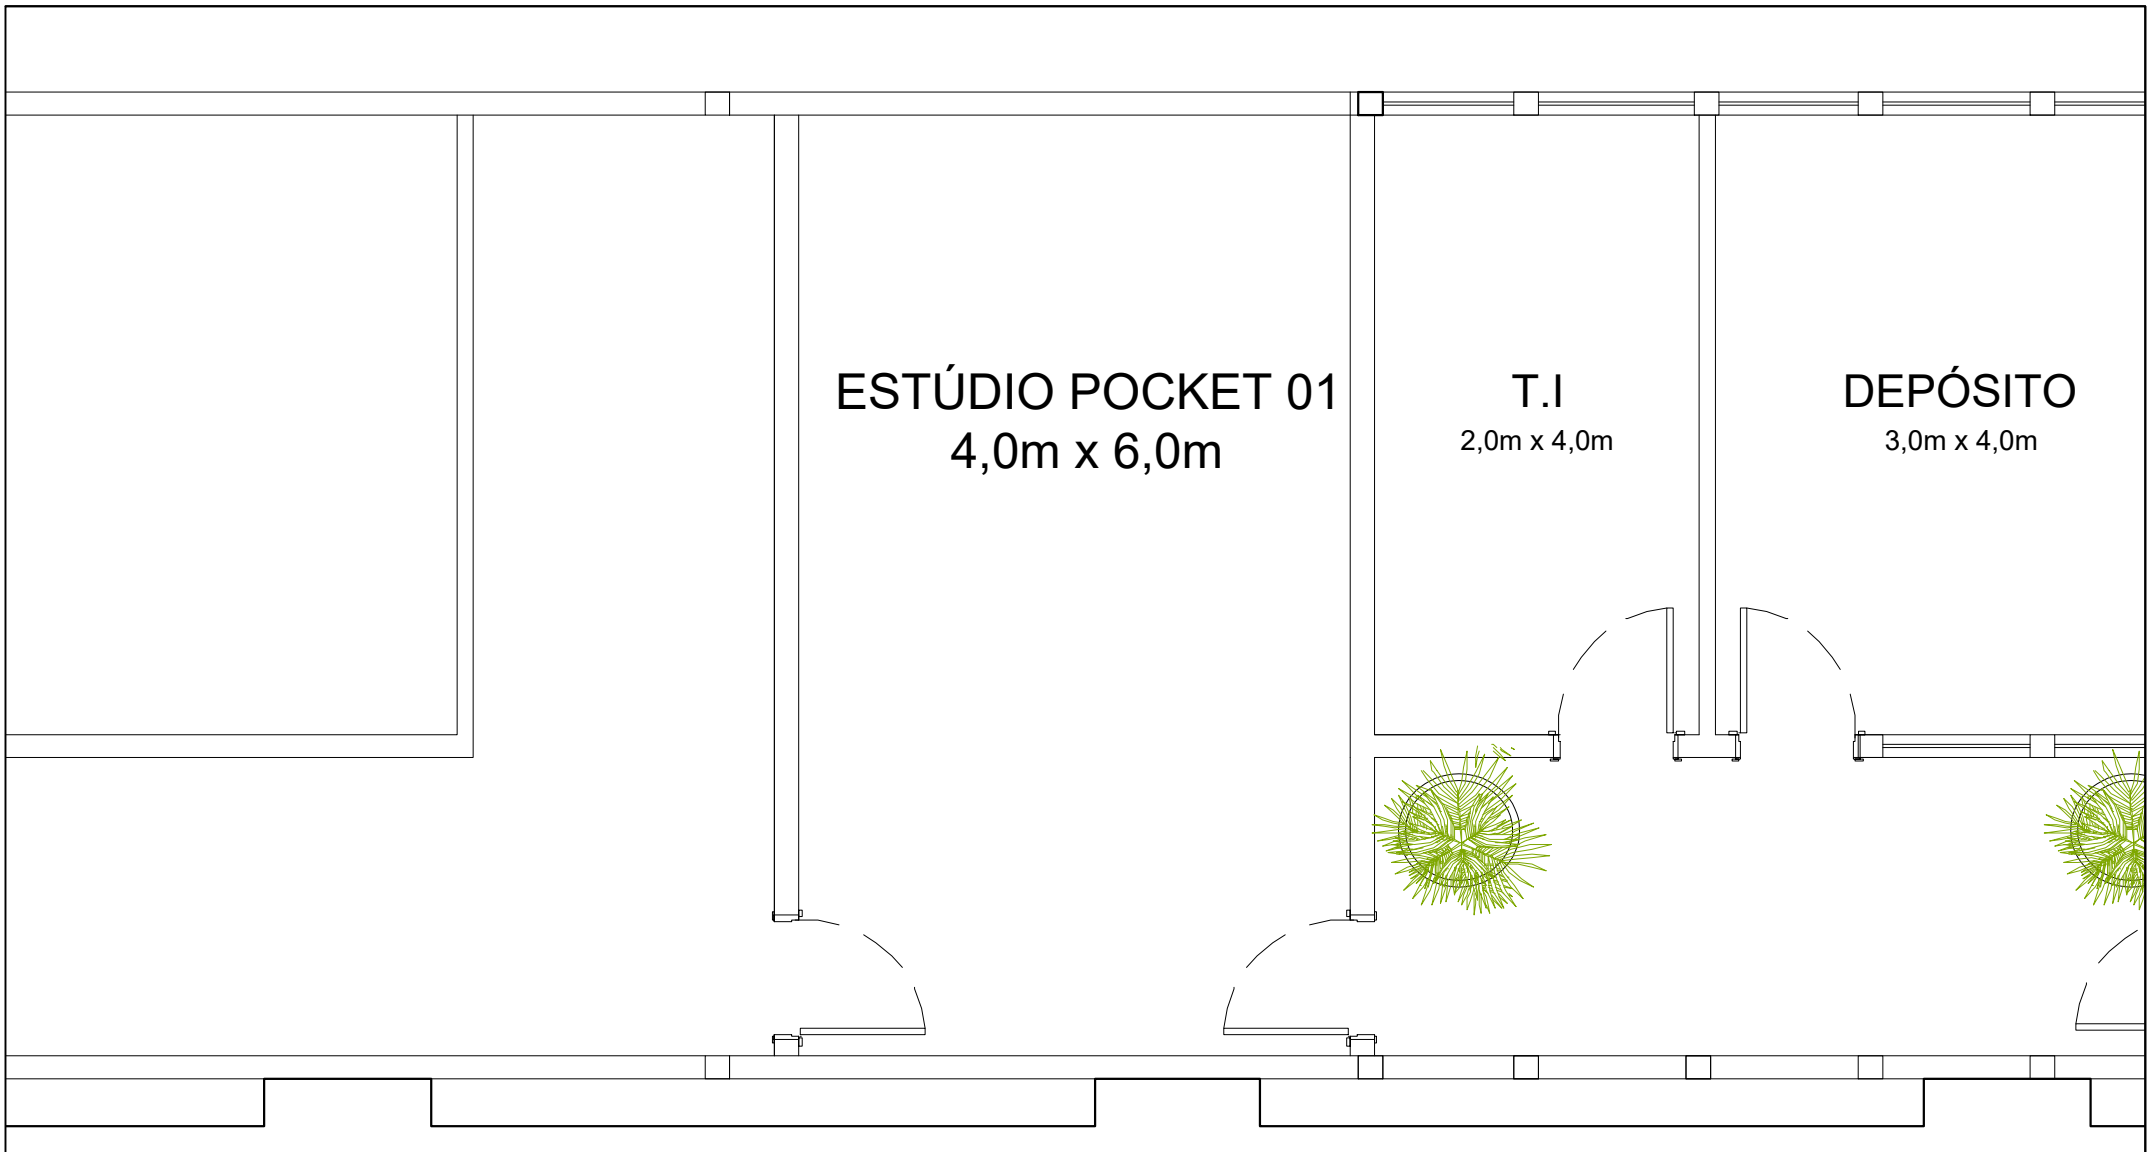 ESTÚDIO POCKET 01
4,0m x 6,0m
T.I
2,0m x 4,0m
DEPÓSITO
3,0m x 4,0m